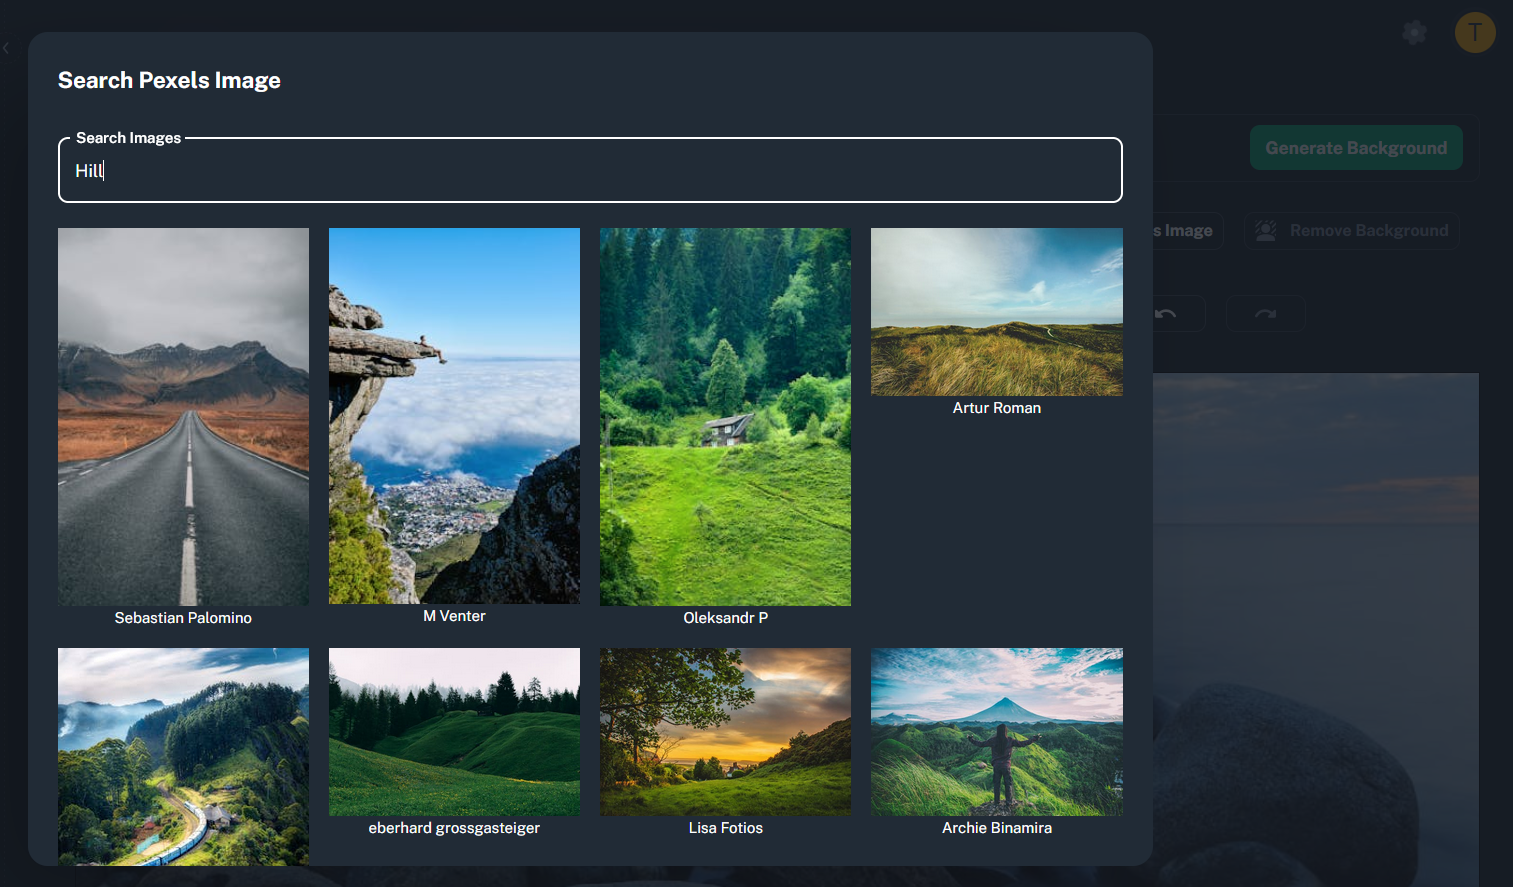 T
Search Pexels Image
Search Images
Hill
Generate Background
s Image
Remove Background
Sebastian Palomino
M Venter
Oleksandr P
Artur Roman
eberhard grossgasteiger
Lisa Fotios
Archie Binamira